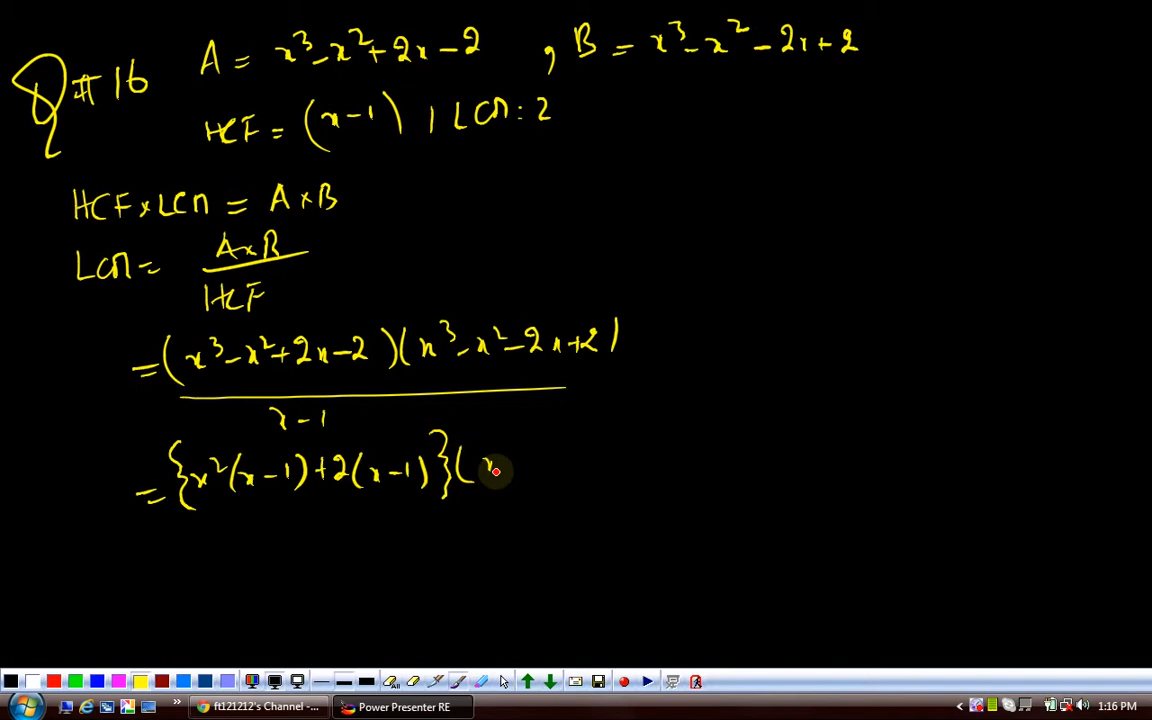 Q#16 A = x³-x²+2x-2 , B = x³-x²-2x+2
HCF = (x-1) | LCM: ?
HCF×LCM = A×B
LCM = A×B
HCF
=(x³-x²+2x-2)(x³-x²-2x+2)
x-1
={x²(x-1)+2(x-1)}(x
ft121212's Channel -...
Power Presenter RE
1:16 PM